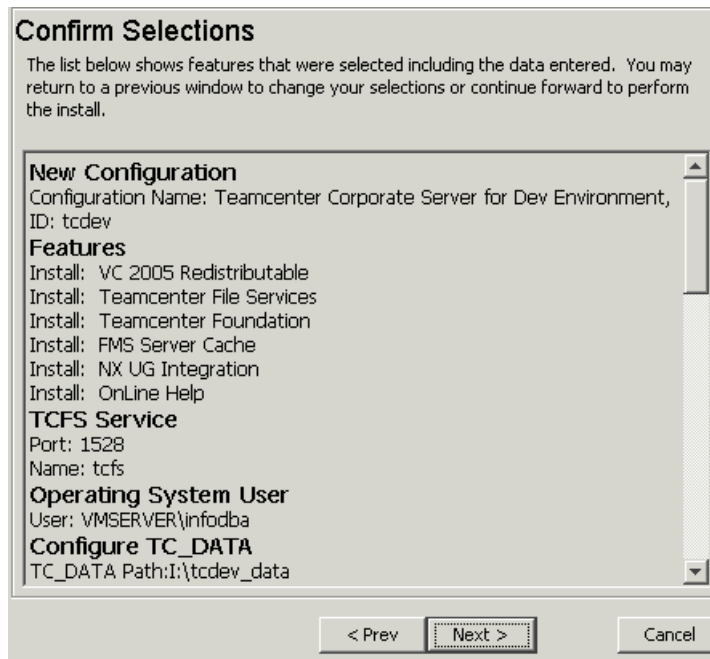 Confirm Selections
The list below shows features that were selected including the data entered.  You may
return to a previous window to change your selections or continue forward to perform
the install.
New Configuration
Configuration Name: Teamcenter Corporate Server for Dev Environment,
ID: tcdev
Features
Install:  VC 2005 Redistributable
Install:  Teamcenter File Services
Install:  Teamcenter Foundation
Install:  FMS Server Cache
Install:  NX UG Integration
Install:  OnLine Help
TCFS Service
Port: 1528
Name: tcfs
Operating System User
User: VMSERVER\infodba
Configure TC_DATA
TC_DATA Path:I:\tcdev_data
< Prev
Next >
Cancel